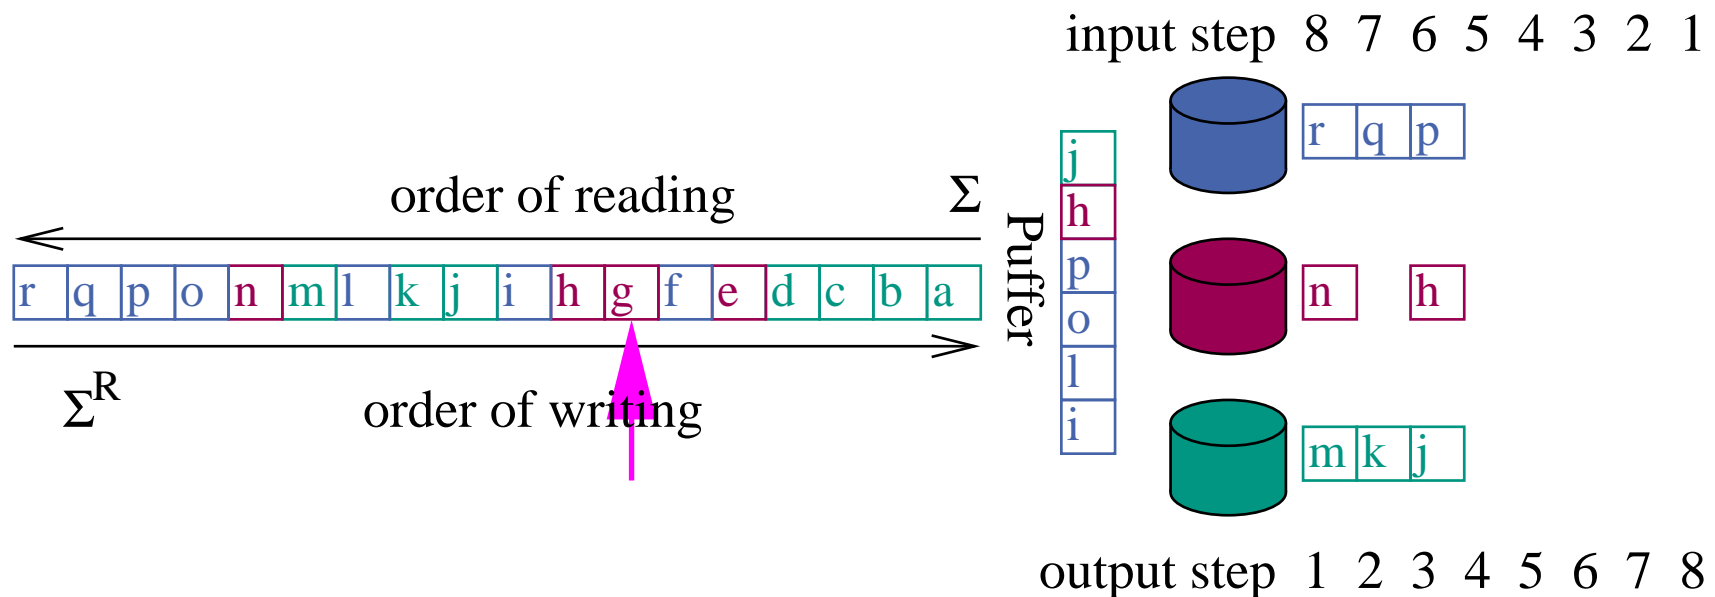 input step 8 7 6 5 4 3 2 1
r q p
order of reading Σ
r q p o n m l k j i h g f e d c b a
Σ^R order of writing
Puffer
j
h
p
o
l
i
n h
m k j
output step 1 2 3 4 5 6 7 8